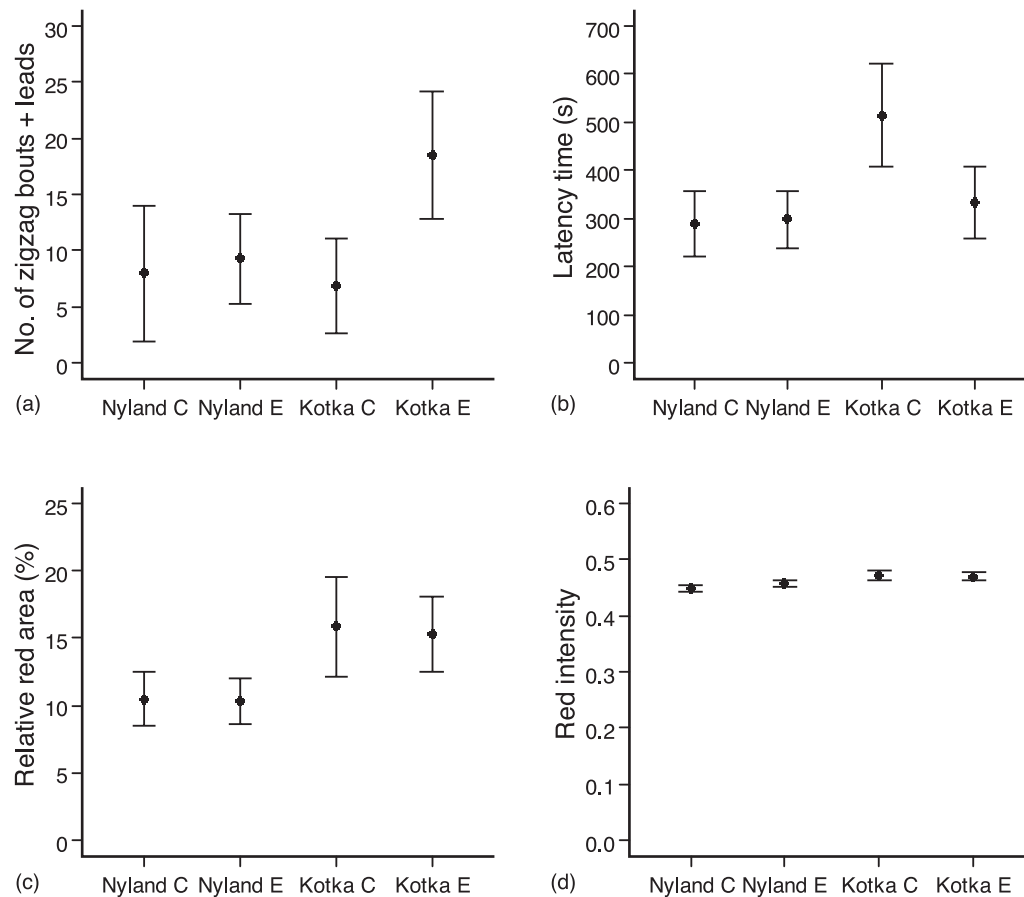 No. of zigzag bouts + leads
30
25
20
15
10
5
0
Nyland C Nyland E Kotka C Kotka E
(a)
Latency time (s)
700
600
500
400
300
200
100
0
Nyland C Nyland E Kotka C Kotka E
(b)
Relative red area (%)
25
20
15
10
5
0
Nyland C Nyland E Kotka C Kotka E
(c)
Red intensity
0.6
0.5
0.4
0.3
0.2
0.1
0.0
Nyland C Nyland E Kotka C Kotka E
(d)